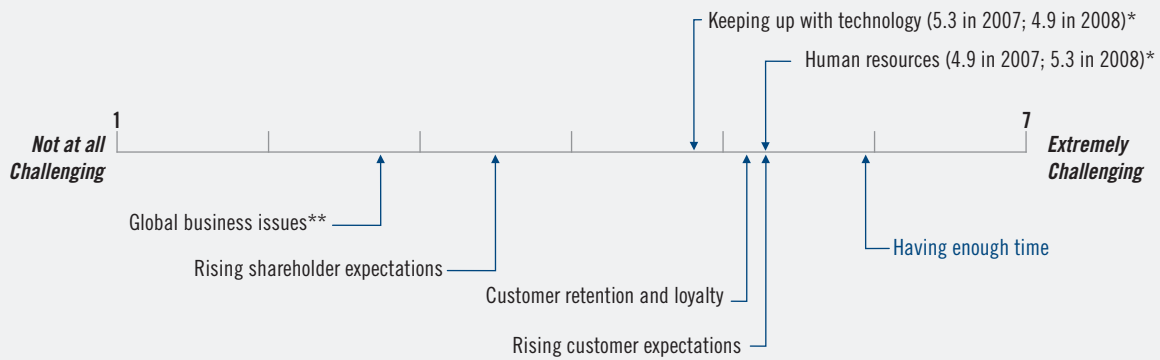 Keeping up with technology (5.3 in 2007; 4.9 in 2008)*
Human resources (4.9 in 2007; 5.3 in 2008)*
1
7
Not at all
Challenging
Extremely
Challenging
Global business issues**
Having enough time
Rising shareholder expectations
Customer retention and loyalty
Rising customer expectations